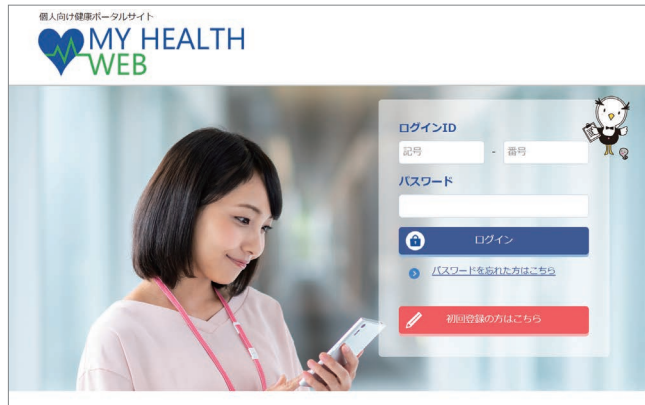 個人向け健康ポータルサイト
MY HEALTH
WEB
ログインID
記号 - 番号
パスワード
ログイン
パスワードを忘れた方はこちら
初回登録の方はこちら